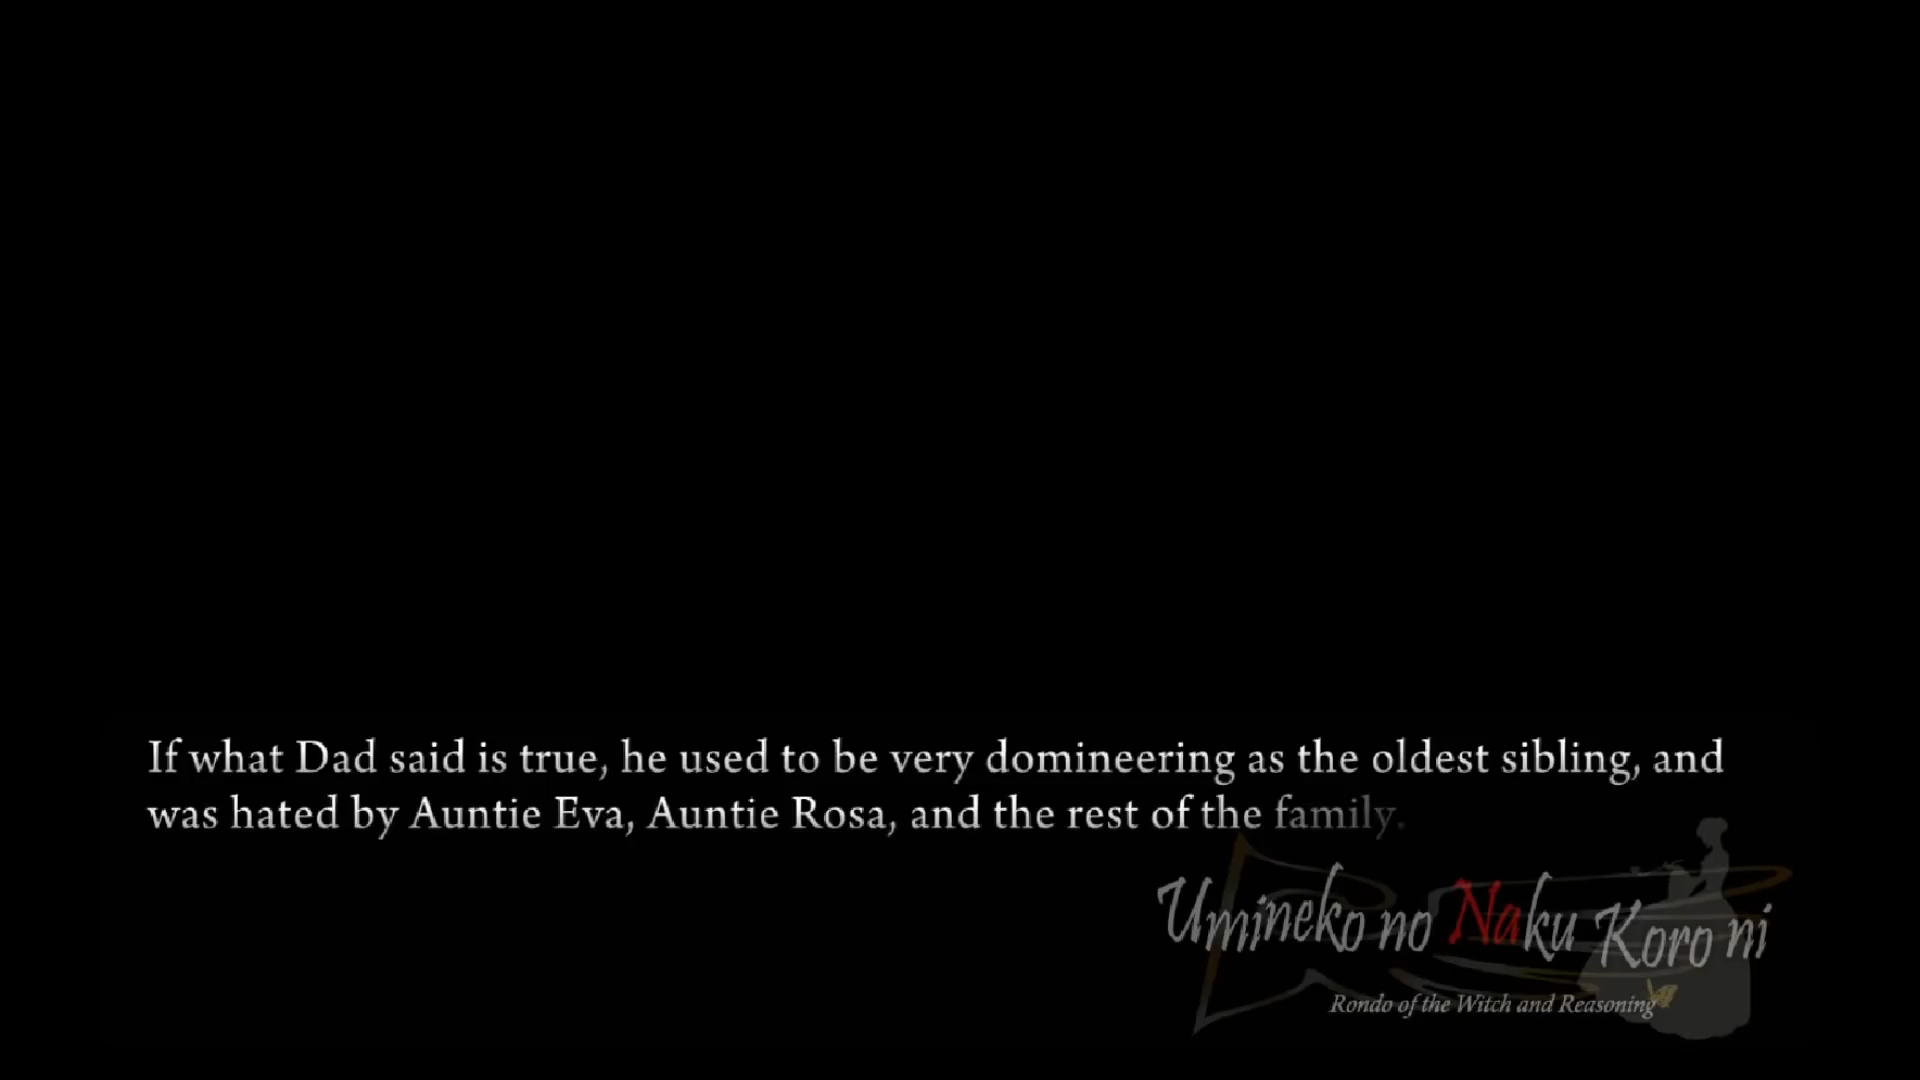 If what Dad said is true, he used to be very domineering as the oldest sibling, and
was hated by Auntie Eva, Auntie Rosa, and the rest of the family.
Umineko no Naku Koro ni
Rondo of the Witch and Reasoning